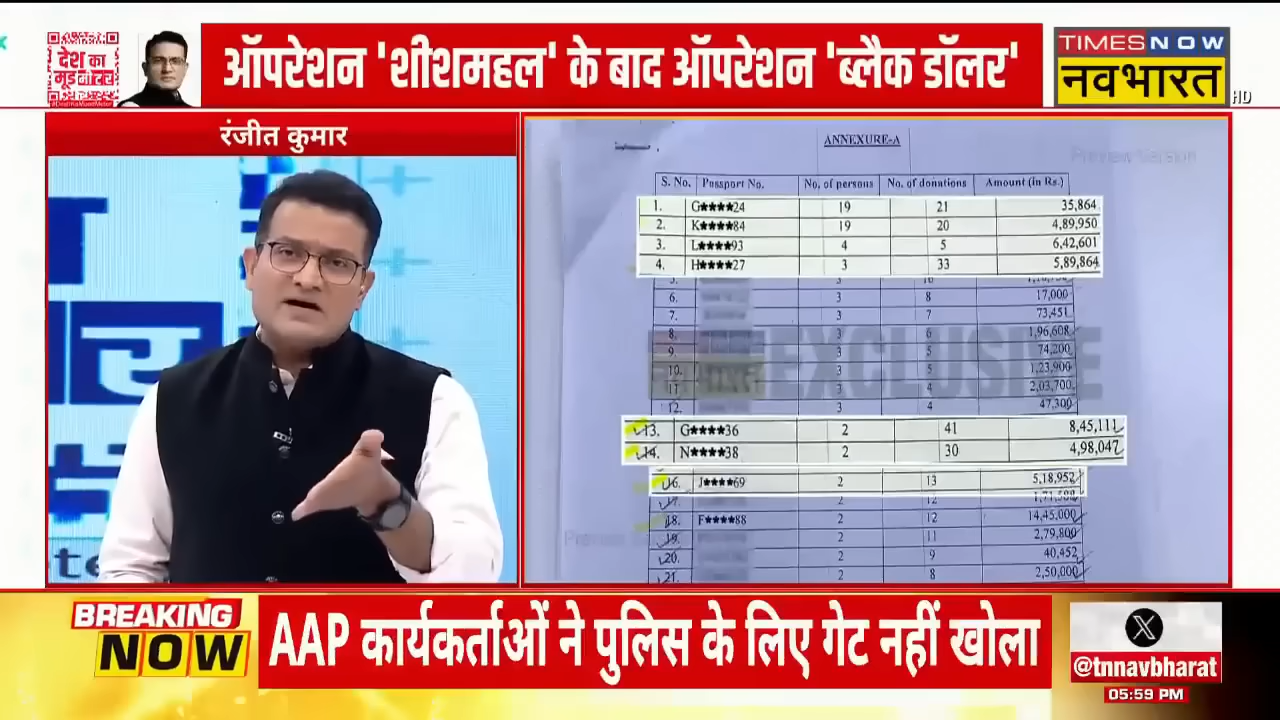 देश का
मूड मीटर
#DeshKaMoodMeter
ऑपरेशन 'शीशमहल' के बाद ऑपरेशन 'ब्लैक डॉलर'
TIMES NOW
नवभारत
HD
रंजीत कुमार
ANNEXURE-A
Preview Version
S. No. Passport No. No. of persons No. of donations Amount (in Rs.)
1. G****24 19 21 35,864
2. K****84 19 20 4,89,950
3. L****93 4 5 6,42,601
4. H****27 3 33 5,89,864
5. 3
6. 3 8 17,000
7. 3 7 73,451
8. 3 6 1,96,608
9. 3 5 74,200
10. 3 5 1,23,900
11. 3 4 2,03,700
12. 3 4 47,300
EXCLUSIVE
13. G****36 2 41 8,45,111
14. N****38 2 30 4,98,047
16. J****69 2 13 5,18,952
17. 2 12
18. F****88 2 12 14,45,000
19. 2 11 2,79,800
20. 2 9 40,452
21. 2 8 2,50,000
BREAKING
NOW
AAP कार्यकर्ताओं ने पुलिस के लिए गेट नहीं खोला
X
@tnnavbharat
05:59 PM